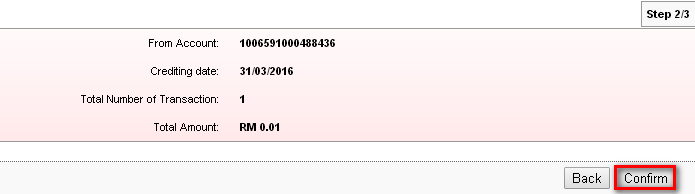 Step 2/3
From Account: 1006591000488436
Crediting date: 31/03/2016
Total Number of Transaction: 1
Total Amount: RM 0.01
Back Confirm